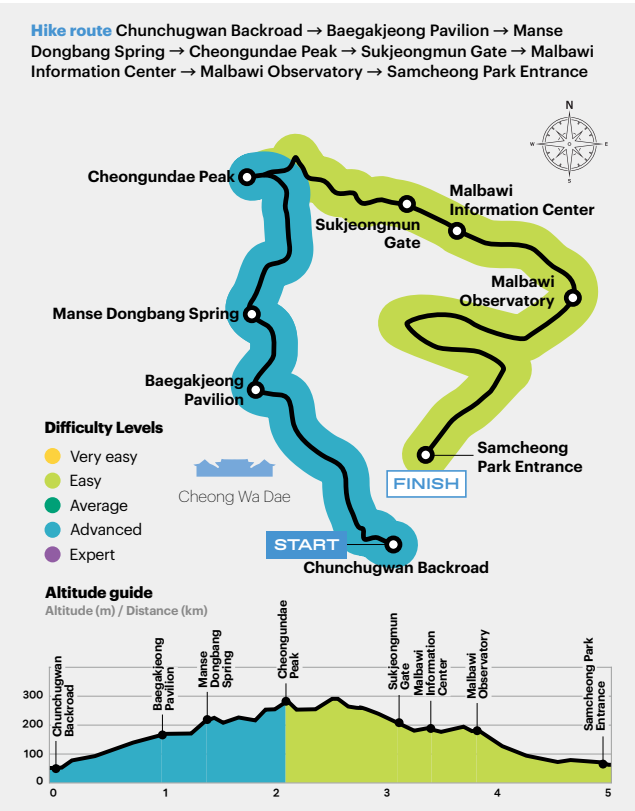 Hike route Chunchugwan Backroad → Baegakjeong Pavilion → Manse
Dongbang Spring → Cheongundae Peak → Sukjeongmun Gate → Malbawi
Information Center → Malbawi Observatory → Samcheong Park Entrance
N
W
E
S
Cheongundae Peak
Malbawi
Information Center
Sukjeongmun
Gate
Malbawi
Observatory
Manse Dongbang Spring
Baegakjeong
Pavilion
Difficulty Levels
Very easy
Easy
Average
Advanced
Expert
Cheong Wa Dae
Samcheong
Park Entrance
FINISH
START
Chunchugwan Backroad
Altitude guide
Altitude (m) / Distance (km)
Chunchugwan
Backroad
Baegakjeong
Pavilion
Manse
Dongbang
Spring
Cheongundae
Peak
Sukjeongmun
Gate
Malbawi
Information
Center
Malbawi
Observatory
Samcheong Park
Entrance
300
200
100
0
0 1 2 3 4 5